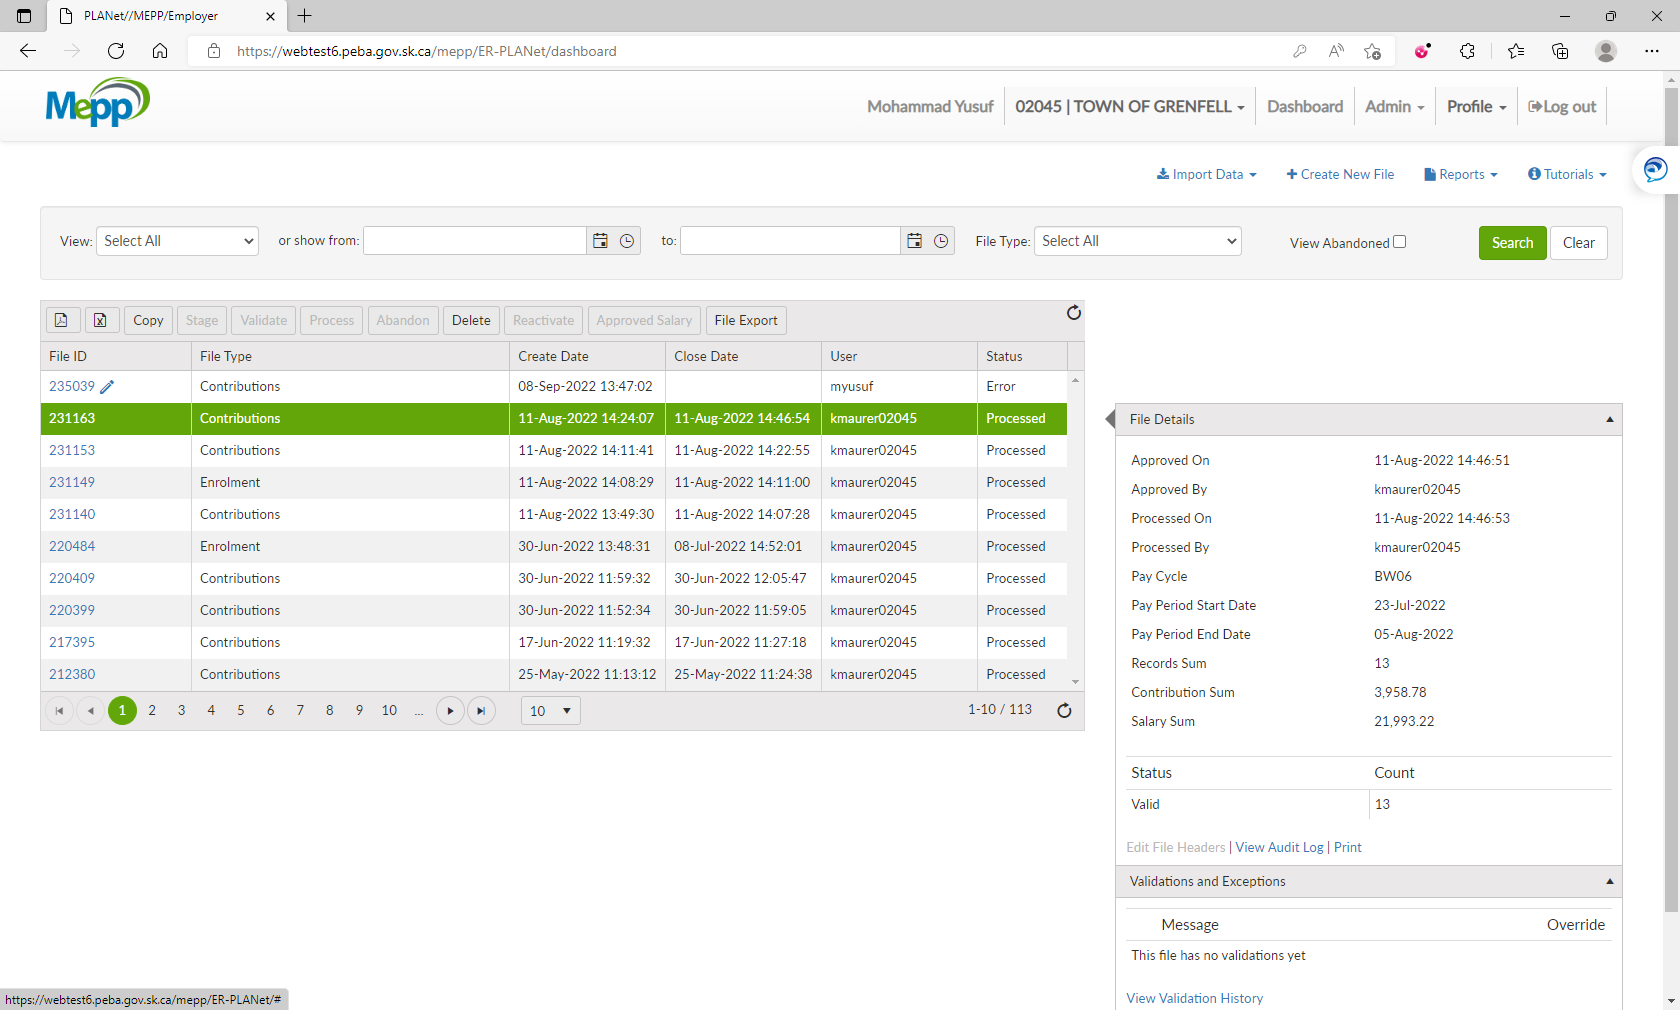 PLANet//MEPP/Employer
https://webtest6.peba.gov.sk.ca/mepp/ER-PLANet/dashboard
Mepp
Mohammad Yusuf
02045 | TOWN OF GRENFELL
Dashboard
Admin
Profile
Log out
Import Data
Create New File
Reports
Tutorials
View: Select All or show from: to: File Type: Select All View Abandoned Search Clear
Copy Stage Validate Process Abandon Delete Reactivate Approved Salary File Export
File ID File Type Create Date Close Date User Status
235039 Contributions 08-Sep-2022 13:47:02 myusuf Error
231163 Contributions 11-Aug-2022 14:24:07 11-Aug-2022 14:46:54 kmaurer02045 Processed
231153 Contributions 11-Aug-2022 14:11:41 11-Aug-2022 14:22:55 kmaurer02045 Processed
231149 Enrolment 11-Aug-2022 14:08:29 11-Aug-2022 14:11:00 kmaurer02045 Processed
231140 Contributions 11-Aug-2022 13:49:30 11-Aug-2022 14:07:28 kmaurer02045 Processed
220484 Enrolment 30-Jun-2022 13:48:31 08-Jul-2022 14:52:01 kmaurer02045 Processed
220409 Contributions 30-Jun-2022 11:59:32 30-Jun-2022 12:05:47 kmaurer02045 Processed
220399 Contributions 30-Jun-2022 11:52:34 30-Jun-2022 11:59:05 kmaurer02045 Processed
217395 Contributions 17-Jun-2022 11:19:32 17-Jun-2022 11:27:18 kmaurer02045 Processed
212380 Contributions 25-May-2022 11:13:12 25-May-2022 11:24:38 kmaurer02045 Processed
1 2 3 4 5 6 7 8 9 10 ... 10 1-10 / 113
File Details
Approved On 11-Aug-2022 14:46:51
Approved By kmaurer02045
Processed On 11-Aug-2022 14:46:53
Processed By kmaurer02045
Pay Cycle BW06
Pay Period Start Date 23-Jul-2022
Pay Period End Date 05-Aug-2022
Records Sum 13
Contribution Sum 3,958.78
Salary Sum 21,993.22
Status Count
Valid 13
Edit File Headers | View Audit Log | Print
Validations and Exceptions
Message Override
This file has no validations yet
View Validation History
https://webtest6.peba.gov.sk.ca/mepp/ER-PLANet/#